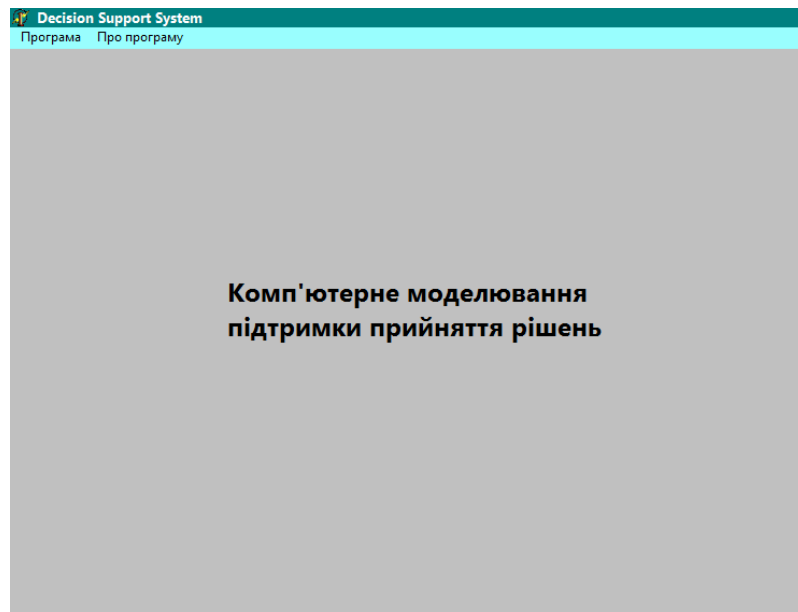 Decision Support System
Програма Про програму
Комп'ютерне моделювання
підтримки прийняття рішень